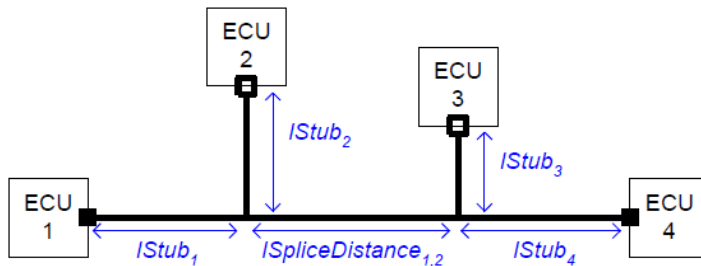 ECU
2
ECU
3
lStub₂
lStub₃
ECU
1
ECU
4
lStub₁
lSpliceDistance₁,₂
lStub₄